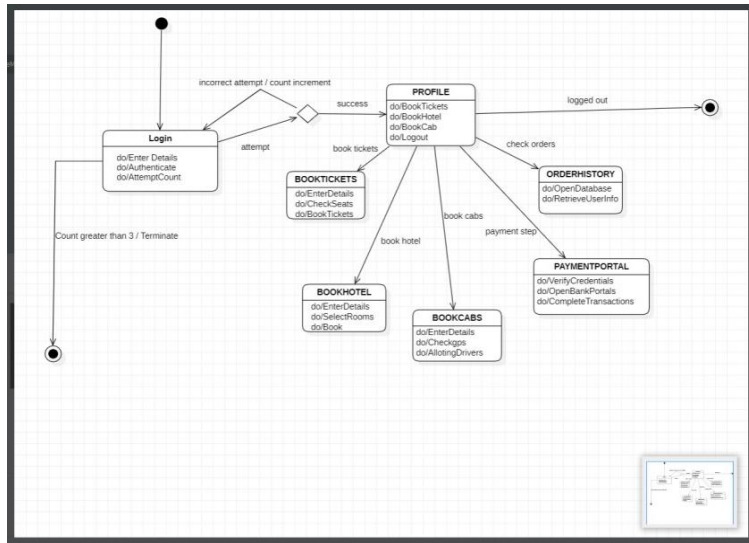 incorrect attempt / count increment
success
attempt
Login
do/Enter Details
do/Authenticate
do/AttemptCount
Count greater than 3 / Terminate
PROFILE
do/BookTickets
do/BookHotel
do/BookCab
do/Logout
logged out
book tickets
check orders
BOOKTICKETS
do/EnterDetails
do/CheckSeats
do/BookTickets
ORDERHISTORY
do/OpenDatabase
do/RetrieveUserInfo
book hotel
book cabs
payment step
BOOKHOTEL
do/EnterDetails
do/SelectRooms
do/Book
BOOKCABS
do/EnterDetails
do/Checkgps
do/AllotingDrivers
PAYMENTPORTAL
do/VerifyCredentials
do/OpenBankPortals
do/CompleteTransactions